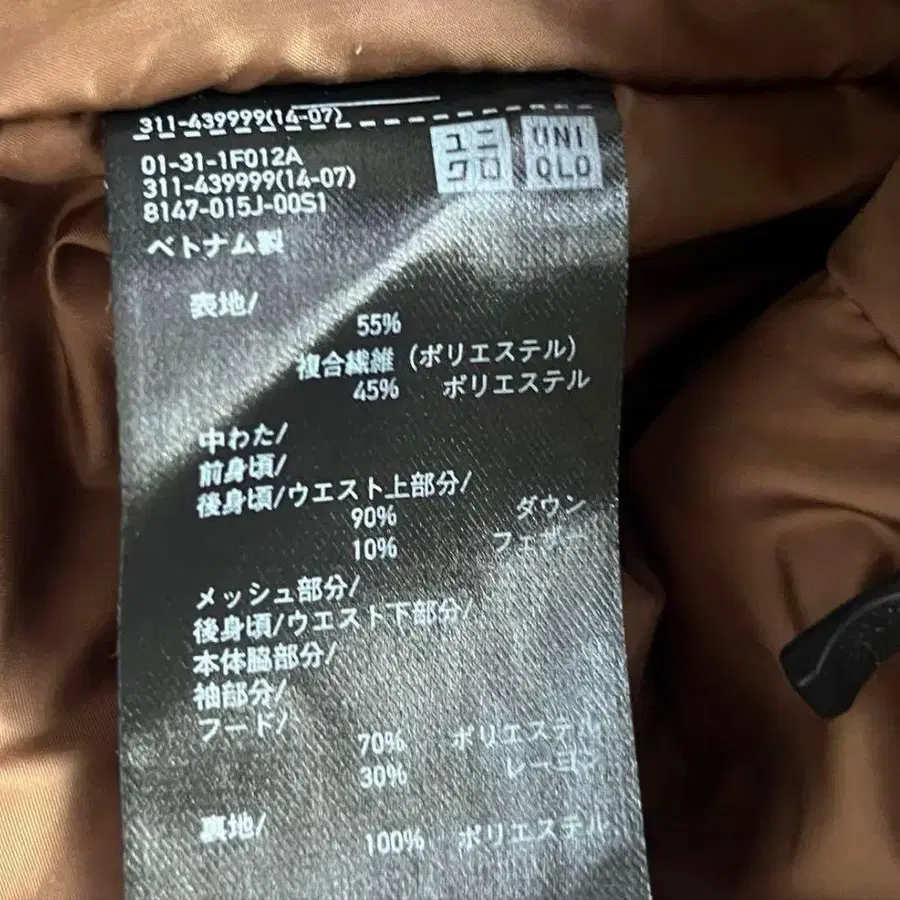 311-439999(14-07)
ユニ
クロ
UNI
QLO
01-31-1F012A
311-439999(14-07)
8147-015J-00S1
ベトナム製
表地/
55%
複合繊維 (ポリエステル)
45% ポリエステル
中わた/
前身頃/
後身頃/ウエスト上部分/
90% ダウン
10% フェザー
メッシュ部分/
後身頃/ウエスト下部分/
本体脇部分/
袖部分/
フード/
70% ポリエステル
30% レーヨン
裏地/
100% ポリエステル